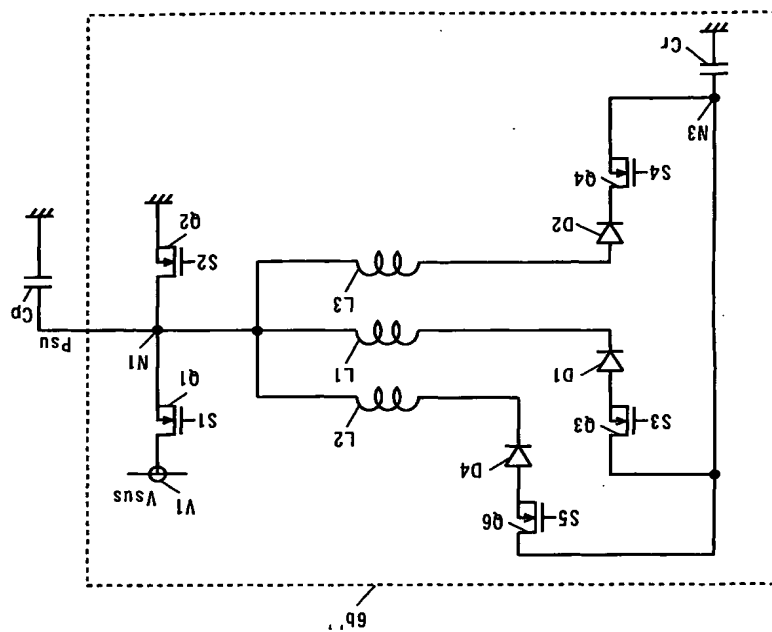 6b''
V1
Vsus
S5
Q6
D4
L2
S3
Q3
S1
Q1
D1
L1
N1
Psu
Cp
L3
S2
Q2
D2
S4
Q4
N3
Cr